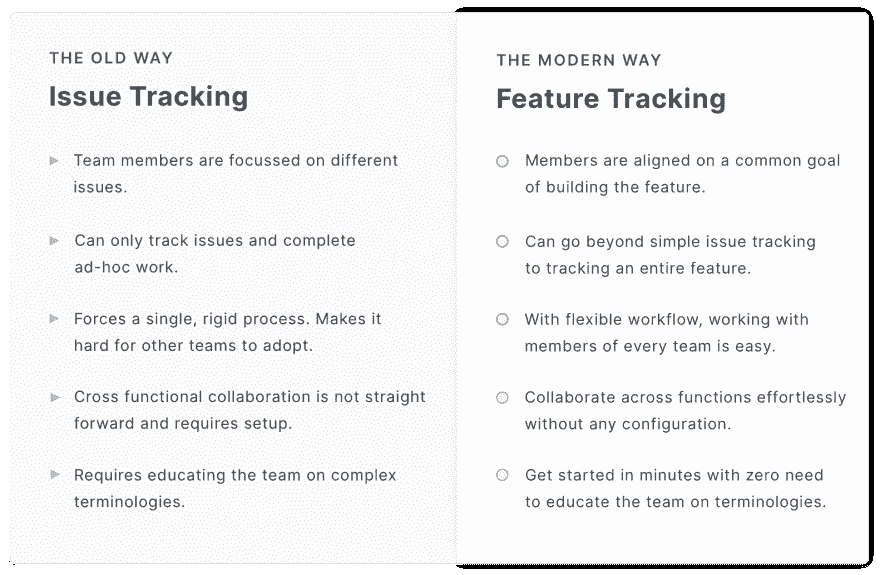 THE OLD WAY
Issue Tracking
Team members are focussed on different
issues.
Can only track issues and complete
ad-hoc work.
Forces a single, rigid process. Makes it
hard for other teams to adopt.
Cross functional collaboration is not straight
forward and requires setup.
Requires educating the team on complex
terminologies.
THE MODERN WAY
Feature Tracking
Members are aligned on a common goal
of building the feature.
Can go beyond simple issue tracking
to tracking an entire feature.
With flexible workflow, working with
members of every team is easy.
Collaborate across functions effortlessly
without any configuration.
Get started in minutes with zero need
to educate the team on terminologies.